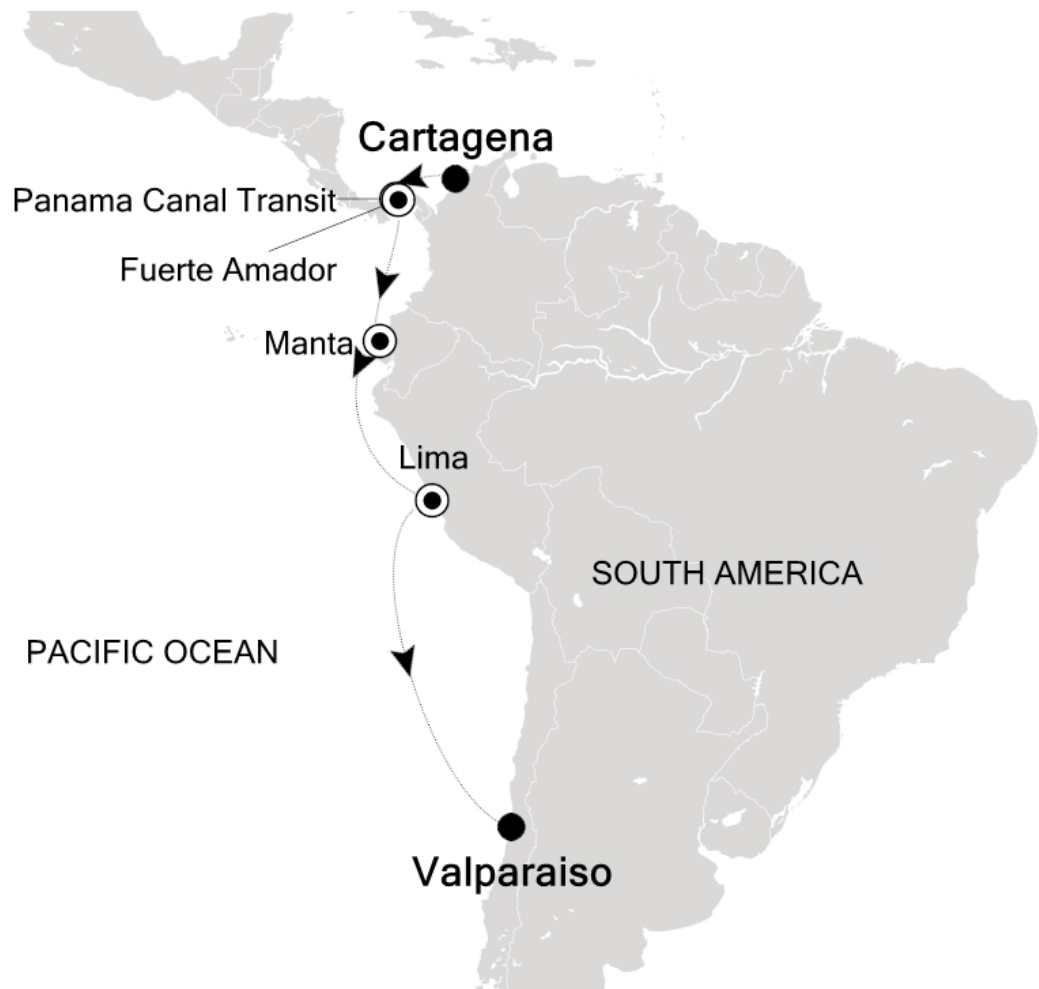 Cartagena
Panama Canal Transit
Fuerte Amador
Manta
Lima
SOUTH AMERICA
PACIFIC OCEAN
Valparaiso